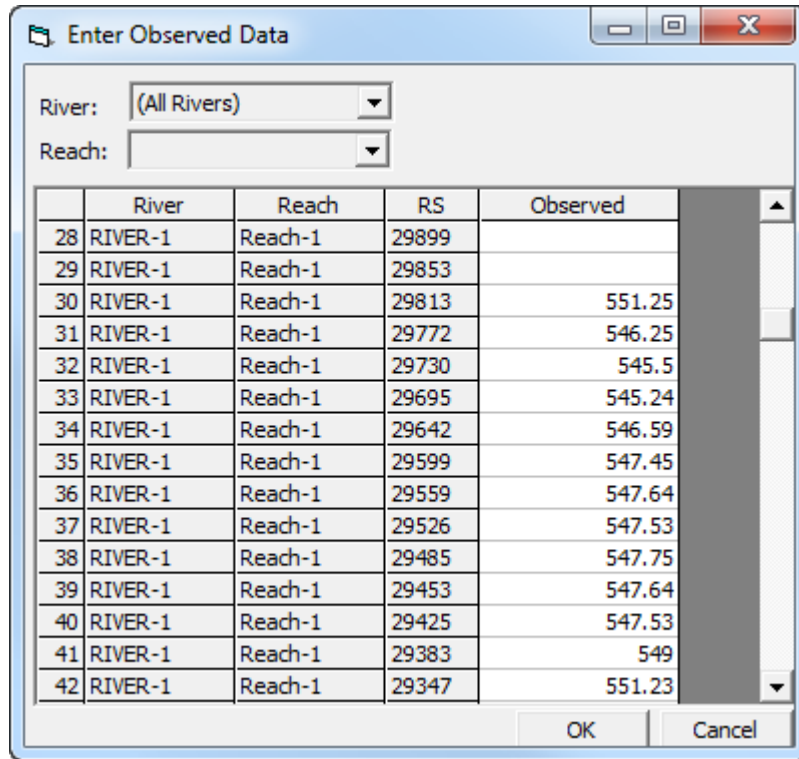 Enter Observed Data
River: (All Rivers)
Reach:
River Reach RS Observed
28 RIVER-1 Reach-1 29899
29 RIVER-1 Reach-1 29853
30 RIVER-1 Reach-1 29813 551.25
31 RIVER-1 Reach-1 29772 546.25
32 RIVER-1 Reach-1 29730 545.5
33 RIVER-1 Reach-1 29695 545.24
34 RIVER-1 Reach-1 29642 546.59
35 RIVER-1 Reach-1 29599 547.45
36 RIVER-1 Reach-1 29559 547.64
37 RIVER-1 Reach-1 29526 547.53
38 RIVER-1 Reach-1 29485 547.75
39 RIVER-1 Reach-1 29453 547.64
40 RIVER-1 Reach-1 29425 547.53
41 RIVER-1 Reach-1 29383 549
42 RIVER-1 Reach-1 29347 551.23
OK Cancel